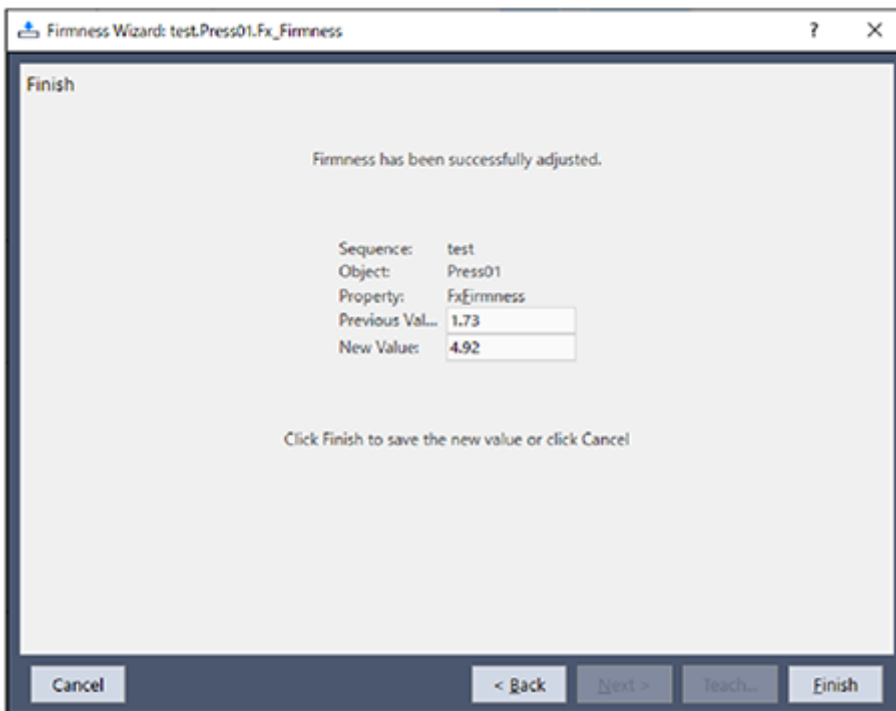 Firmness Wizard: test.Press01.Fx_Firmness ? ✕
Finish
Firmness has been successfully adjusted.
Sequence: test
Object: Press01
Property: FxFirmness
Previous Val... 1.73
New Value: 4.92
Click Finish to save the new value or click Cancel
Cancel < Back Next > Teach... Finish